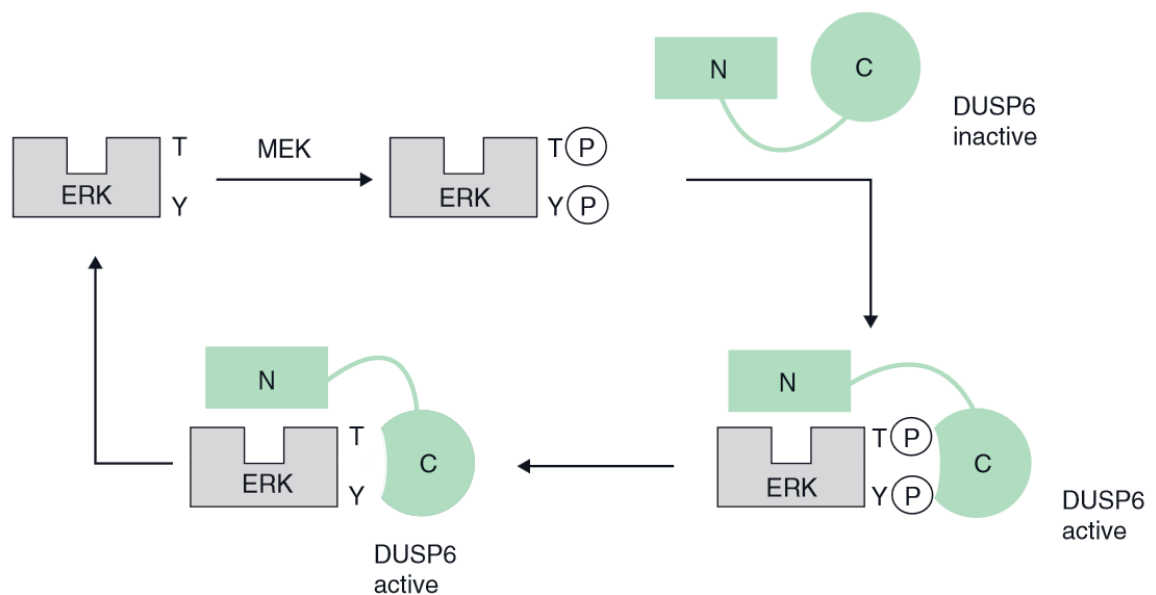 N
C
DUSP6
inactive
T
ERK
Y
MEK
T P
ERK
Y P
N
T
ERK
Y
C
DUSP6
active
N
T P
ERK
Y P
C
DUSP6
active